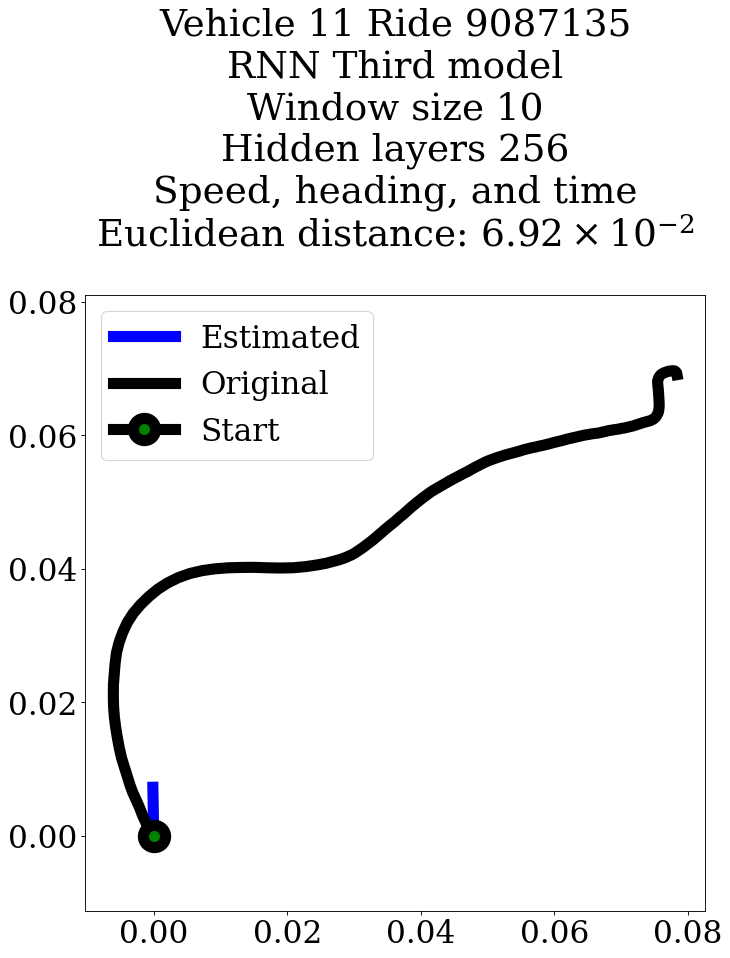 Vehicle 11 Ride 9087135
RNN Third model
Window size 10
Hidden layers 256
Speed, heading, and time
Euclidean distance: 6.92 × 10⁻²
0.08
Estimated
Original
Start
0.06
0.04
0.02
0.00
0.00 0.02 0.04 0.06 0.08